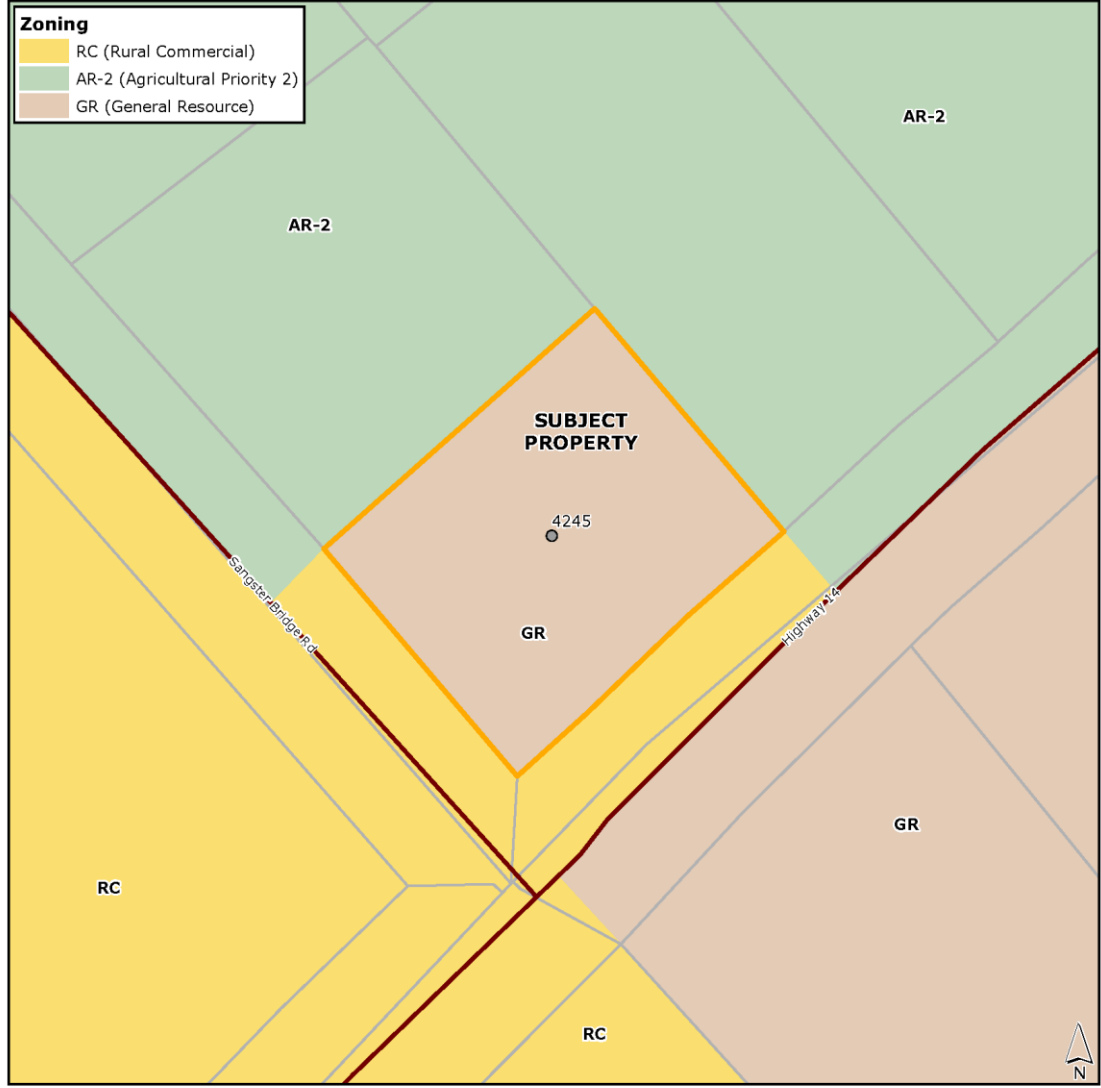 Zoning
RC (Rural Commercial)
AR-2 (Agricultural Priority 2)
GR (General Resource)
AR-2
AR-2
SUBJECT
PROPERTY
4245
Sangster Bridge Rd
Highway 14
GR
GR
RC
RC
N